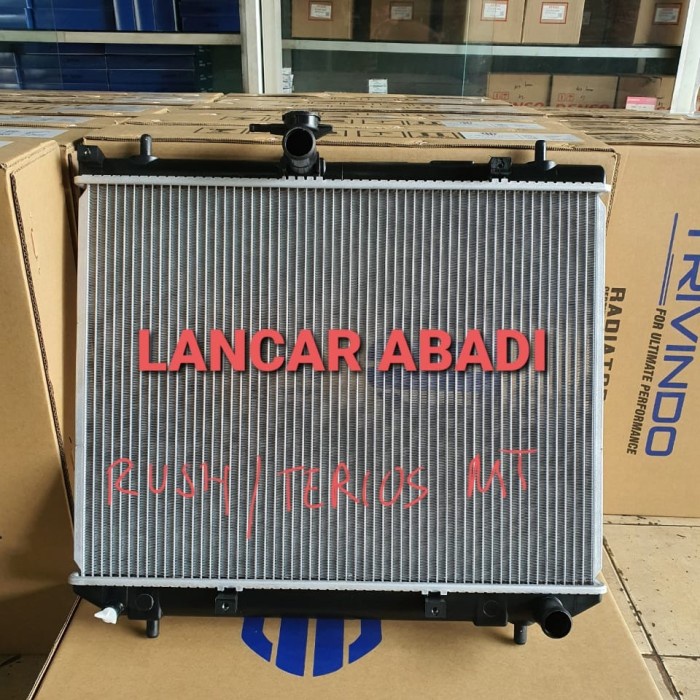 LANCAR ABADI
RUSH/TERIOS MT
TRIVINDO
FOR ULTIMATE PERFORMANCE
RADIATOR